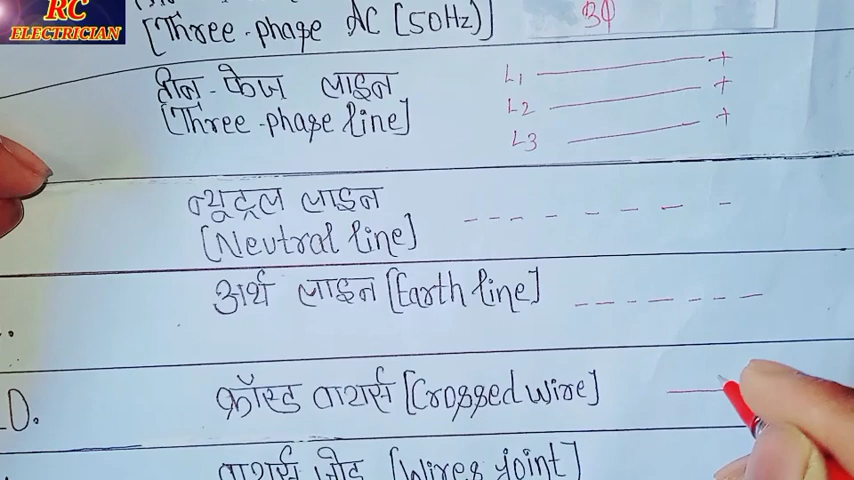 RC
ELECTRICIAN
[Three-phase AC [50Hz)] 3Φ
तीन-फेज लाइन
[Three-phase line]
L1 +
L2 +
L3 +
न्यूट्रल लाइन
[Neutral line]
अर्थ लाइन [Earth line]
0. क्रॉस्ड वायर्स [Crossed wire]
वायर्स जोड़ [Wires joint]